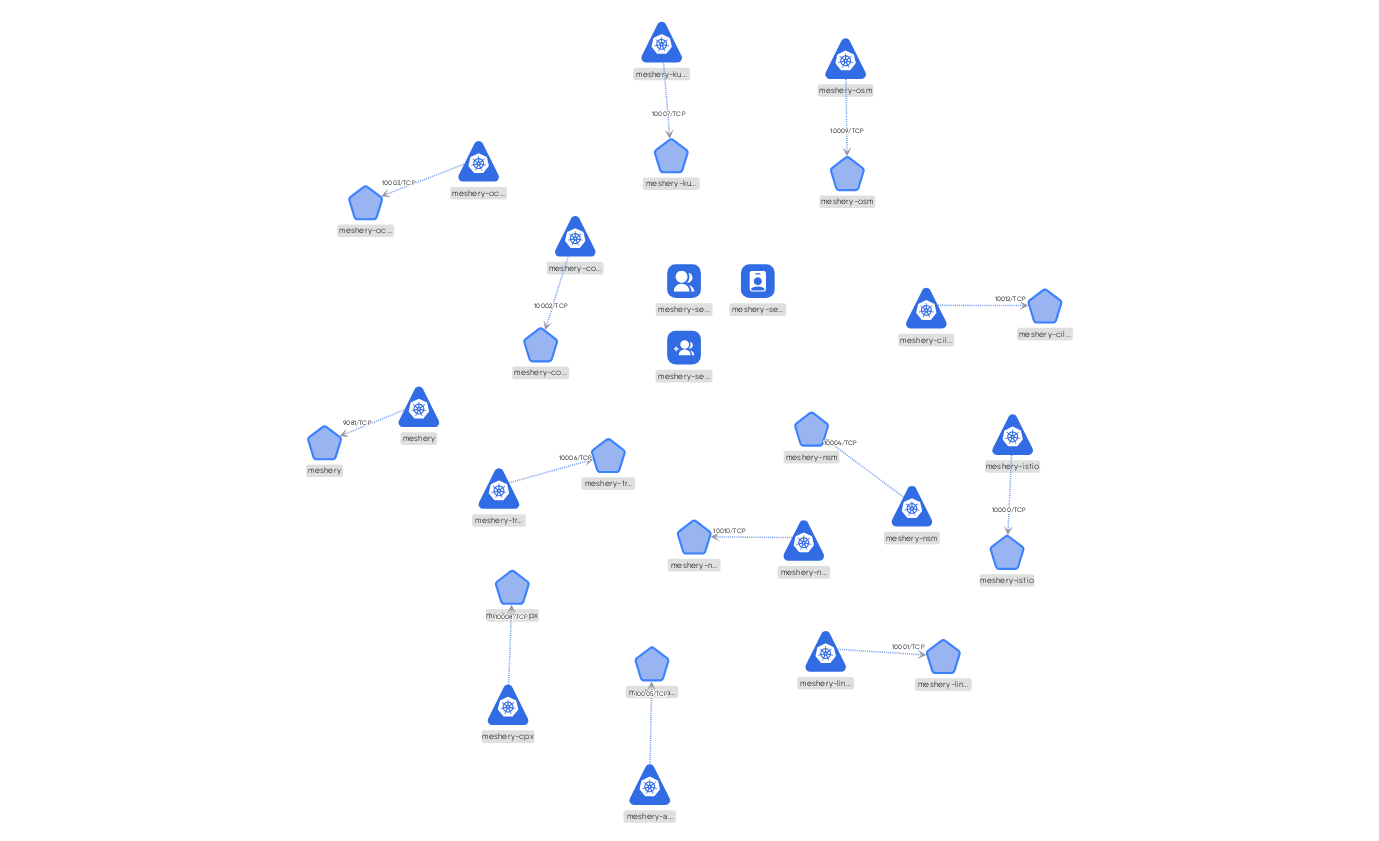 meshery-ku...
meshery-osm
10007/TCP
10009/TCP
meshery-ku...
10003/TCP
meshery-oc...
meshery-osm
meshery-oc...
meshery-co...
meshery-se...
meshery-se...
10002/TCP
10012/TCP
meshery-cil...
meshery-cil...
meshery-co...
meshery-se...
9081/TCP
meshery
meshery
10006/TCP
meshery-tr...
meshery-tr...
10004/TCP
meshery-nsm
meshery-istio
10000/TCP
meshery-nsm
10010/TCP
meshery-n...
meshery-n...
meshery-istio
10008/TCP
meshery-cpx
10001/TCP
meshery-lin...
meshery-lin...
10005/TCP
meshery-a...